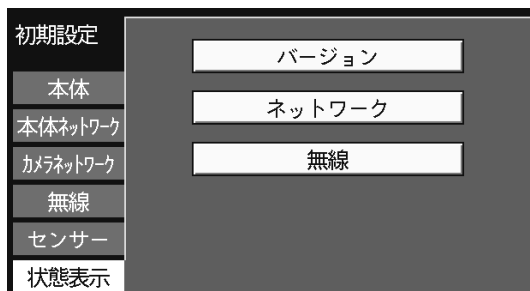 初期設定
本体
本体ネットワーク
カメラネットワーク
無線
センサー
状態表示
バージョン
ネットワーク
無線